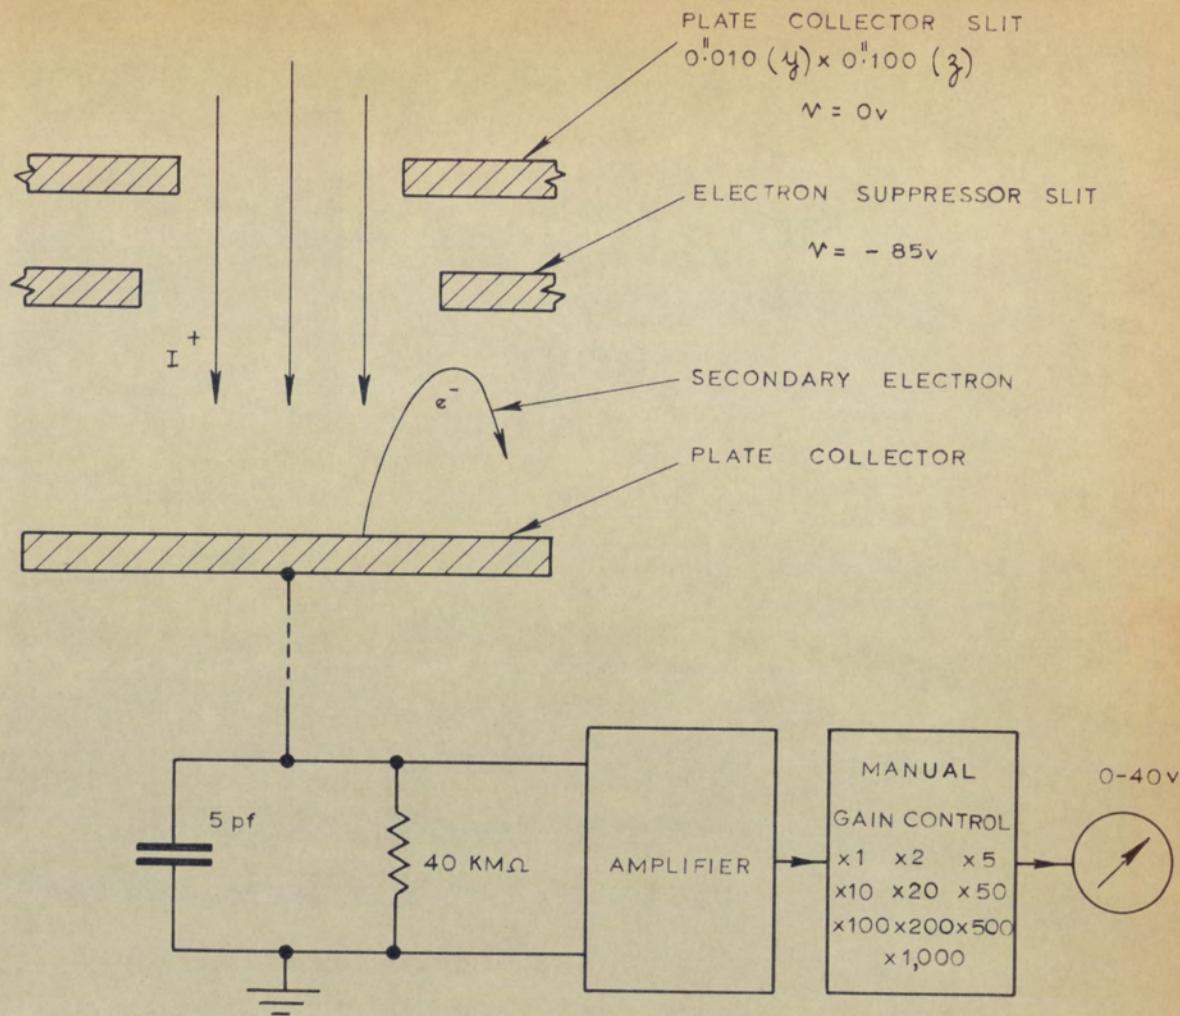 PLATE COLLECTOR SLIT
0".010 (y) x 0".100 (z)
V = 0v
ELECTRON SUPPRESSOR SLIT
V = - 85v
I+
e-
SECONDARY ELECTRON
PLATE COLLECTOR
5 pf
40 KMΩ
AMPLIFIER
MANUAL
GAIN CONTROL
x1 x2 x5
x10 x20 x50
x100 x200 x500
x1,000
0-40v